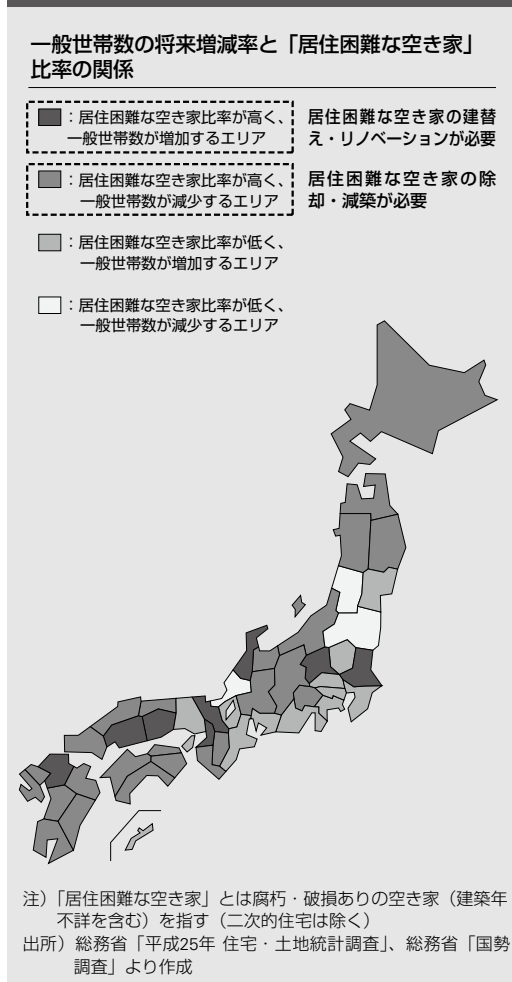 一般世帯数の将来増減率と「居住困難な空き家」
比率の関係
：居住困難な空き家比率が高く、
一般世帯数が増加するエリア
居住困難な空き家の建替
え・リノベーションが必要
：居住困難な空き家比率が高く、
一般世帯数が減少するエリア
居住困難な空き家の除
却・減築が必要
：居住困難な空き家比率が低く、
一般世帯数が増加するエリア
：居住困難な空き家比率が低く、
一般世帯数が減少するエリア
注）「居住困難な空き家」とは腐朽・破損ありの空き家（建築年
不詳を含む）を指す（二次的住宅は除く）
出所）総務省「平成25年 住宅・土地統計調査」、総務省「国勢
調査」より作成